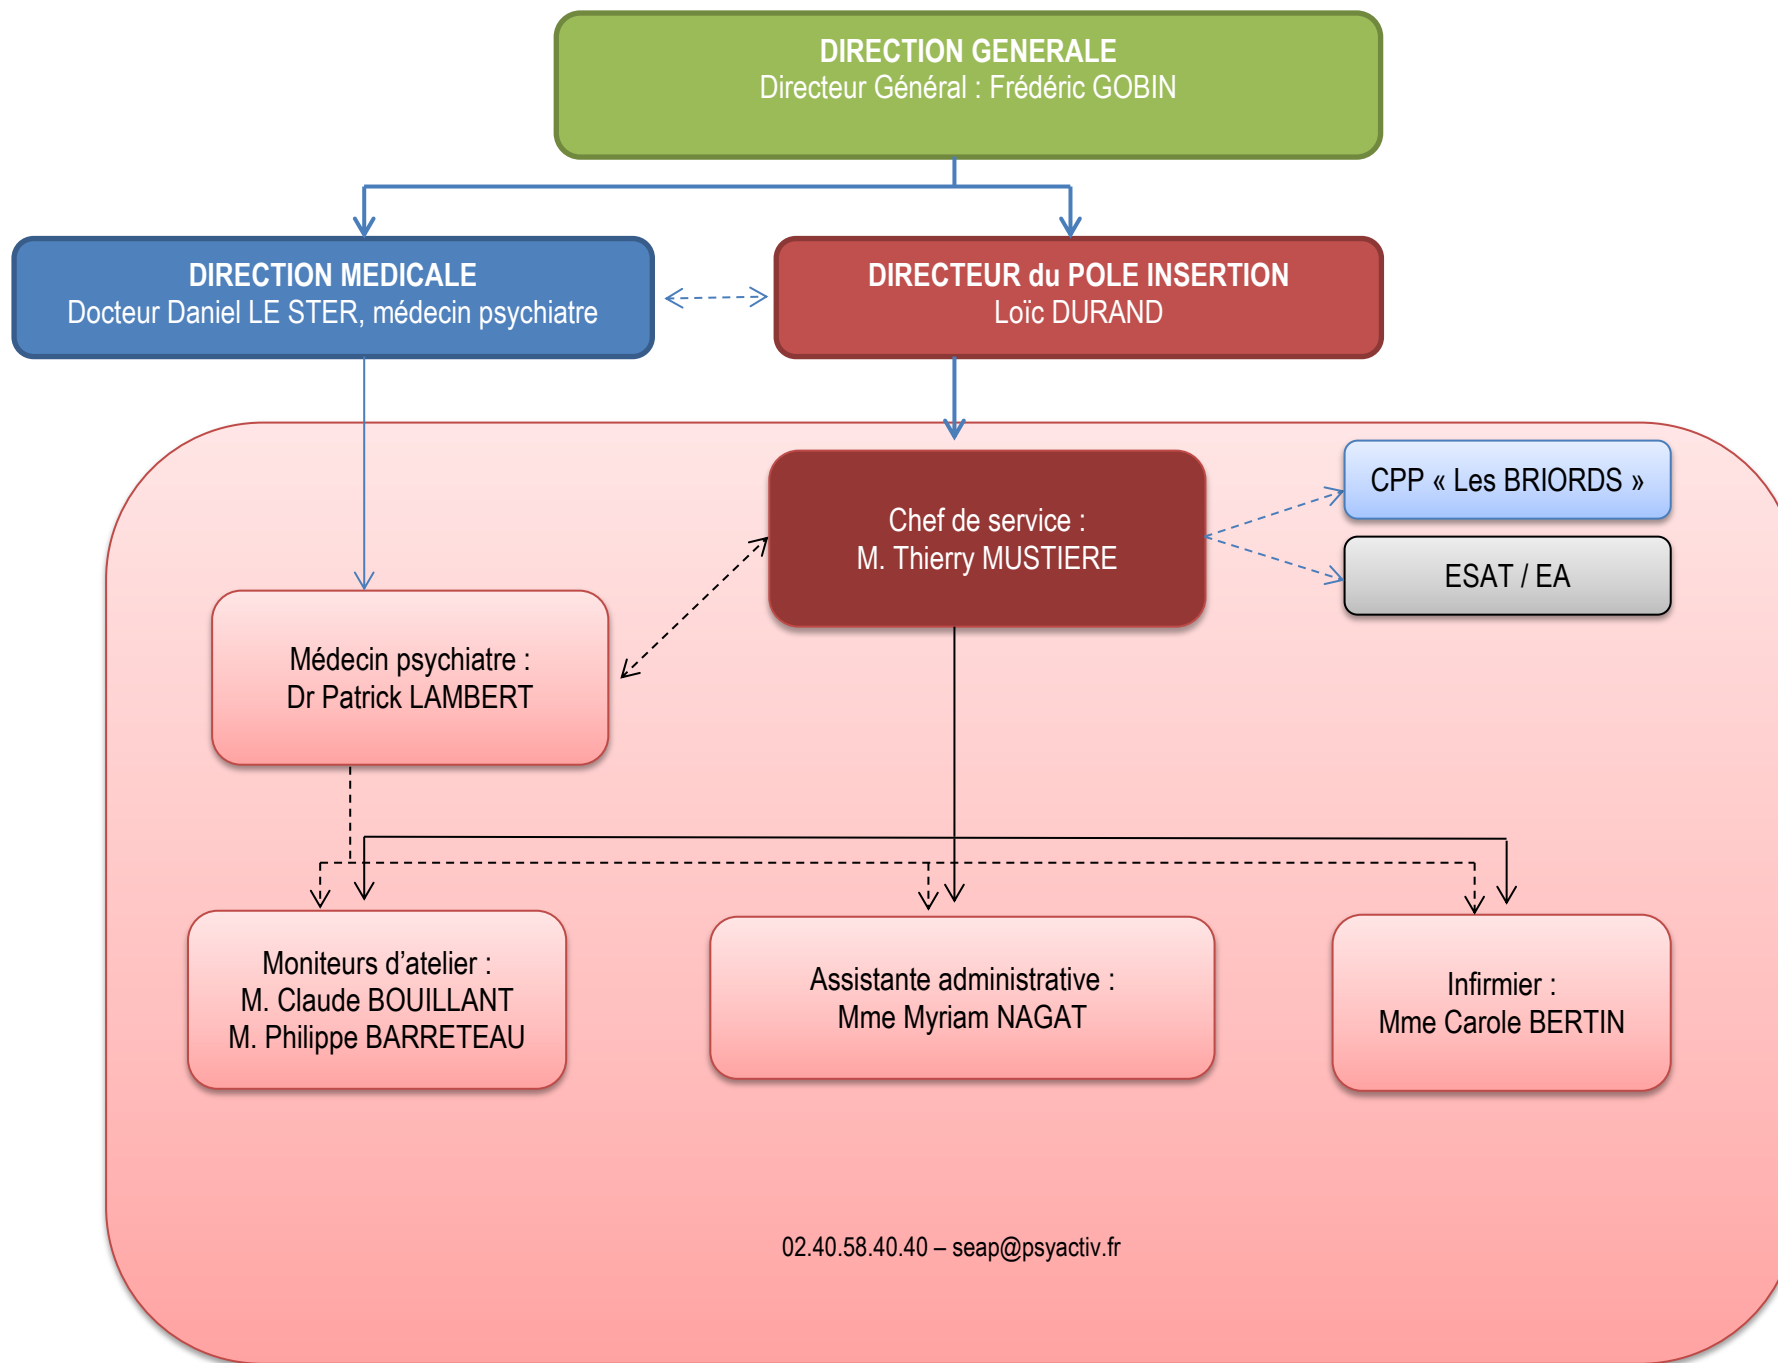 DIRECTION GENERALE
Directeur Général : Frédéric GOBIN
DIRECTION MEDICALE
Docteur Daniel LE STER, médecin psychiatre
DIRECTEUR du POLE INSERTION
Loïc DURAND
Chef de service :
M. Thierry MUSTIERE
CPP « Les BRIORDS »
ESAT / EA
Médecin psychiatre :
Dr Patrick LAMBERT
Moniteurs d’atelier :
M. Claude BOUILLANT
M. Philippe BARRETEAU
Assistante administrative :
Mme Myriam NAGAT
Infirmier :
Mme Carole BERTIN
02.40.58.40.40 – seap@psyactiv.fr